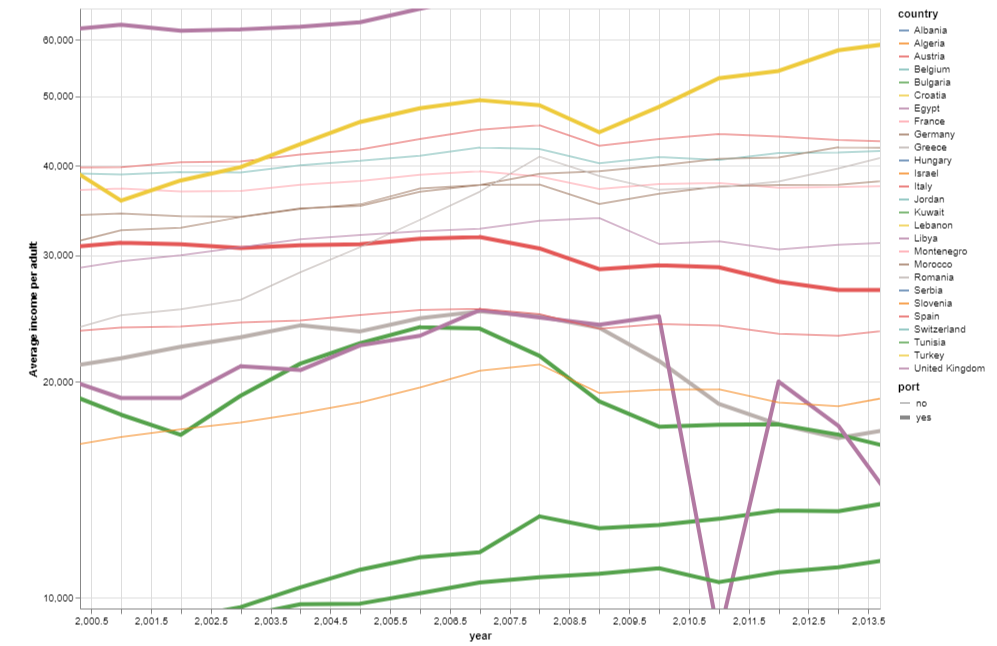 country
Albania
Algeria
Austria
Belgium
Bulgaria
Croatia
Egypt
France
Germany
Greece
Hungary
Israel
Italy
Jordan
Kuwait
Lebanon
Libya
Montenegro
Morocco
Romania
Serbia
Slovenia
Spain
Switzerland
Tunisia
Turkey
United Kingdom
port
no
yes
Average income per adult
60,000
50,000
40,000
30,000
20,000
10,000
2,000.5 2,001.5 2,002.5 2,003.5 2,004.5 2,005.5 2,006.5 2,007.5 2,008.5 2,009.5 2,010.5 2,011.5 2,012.5 2,013.5
year